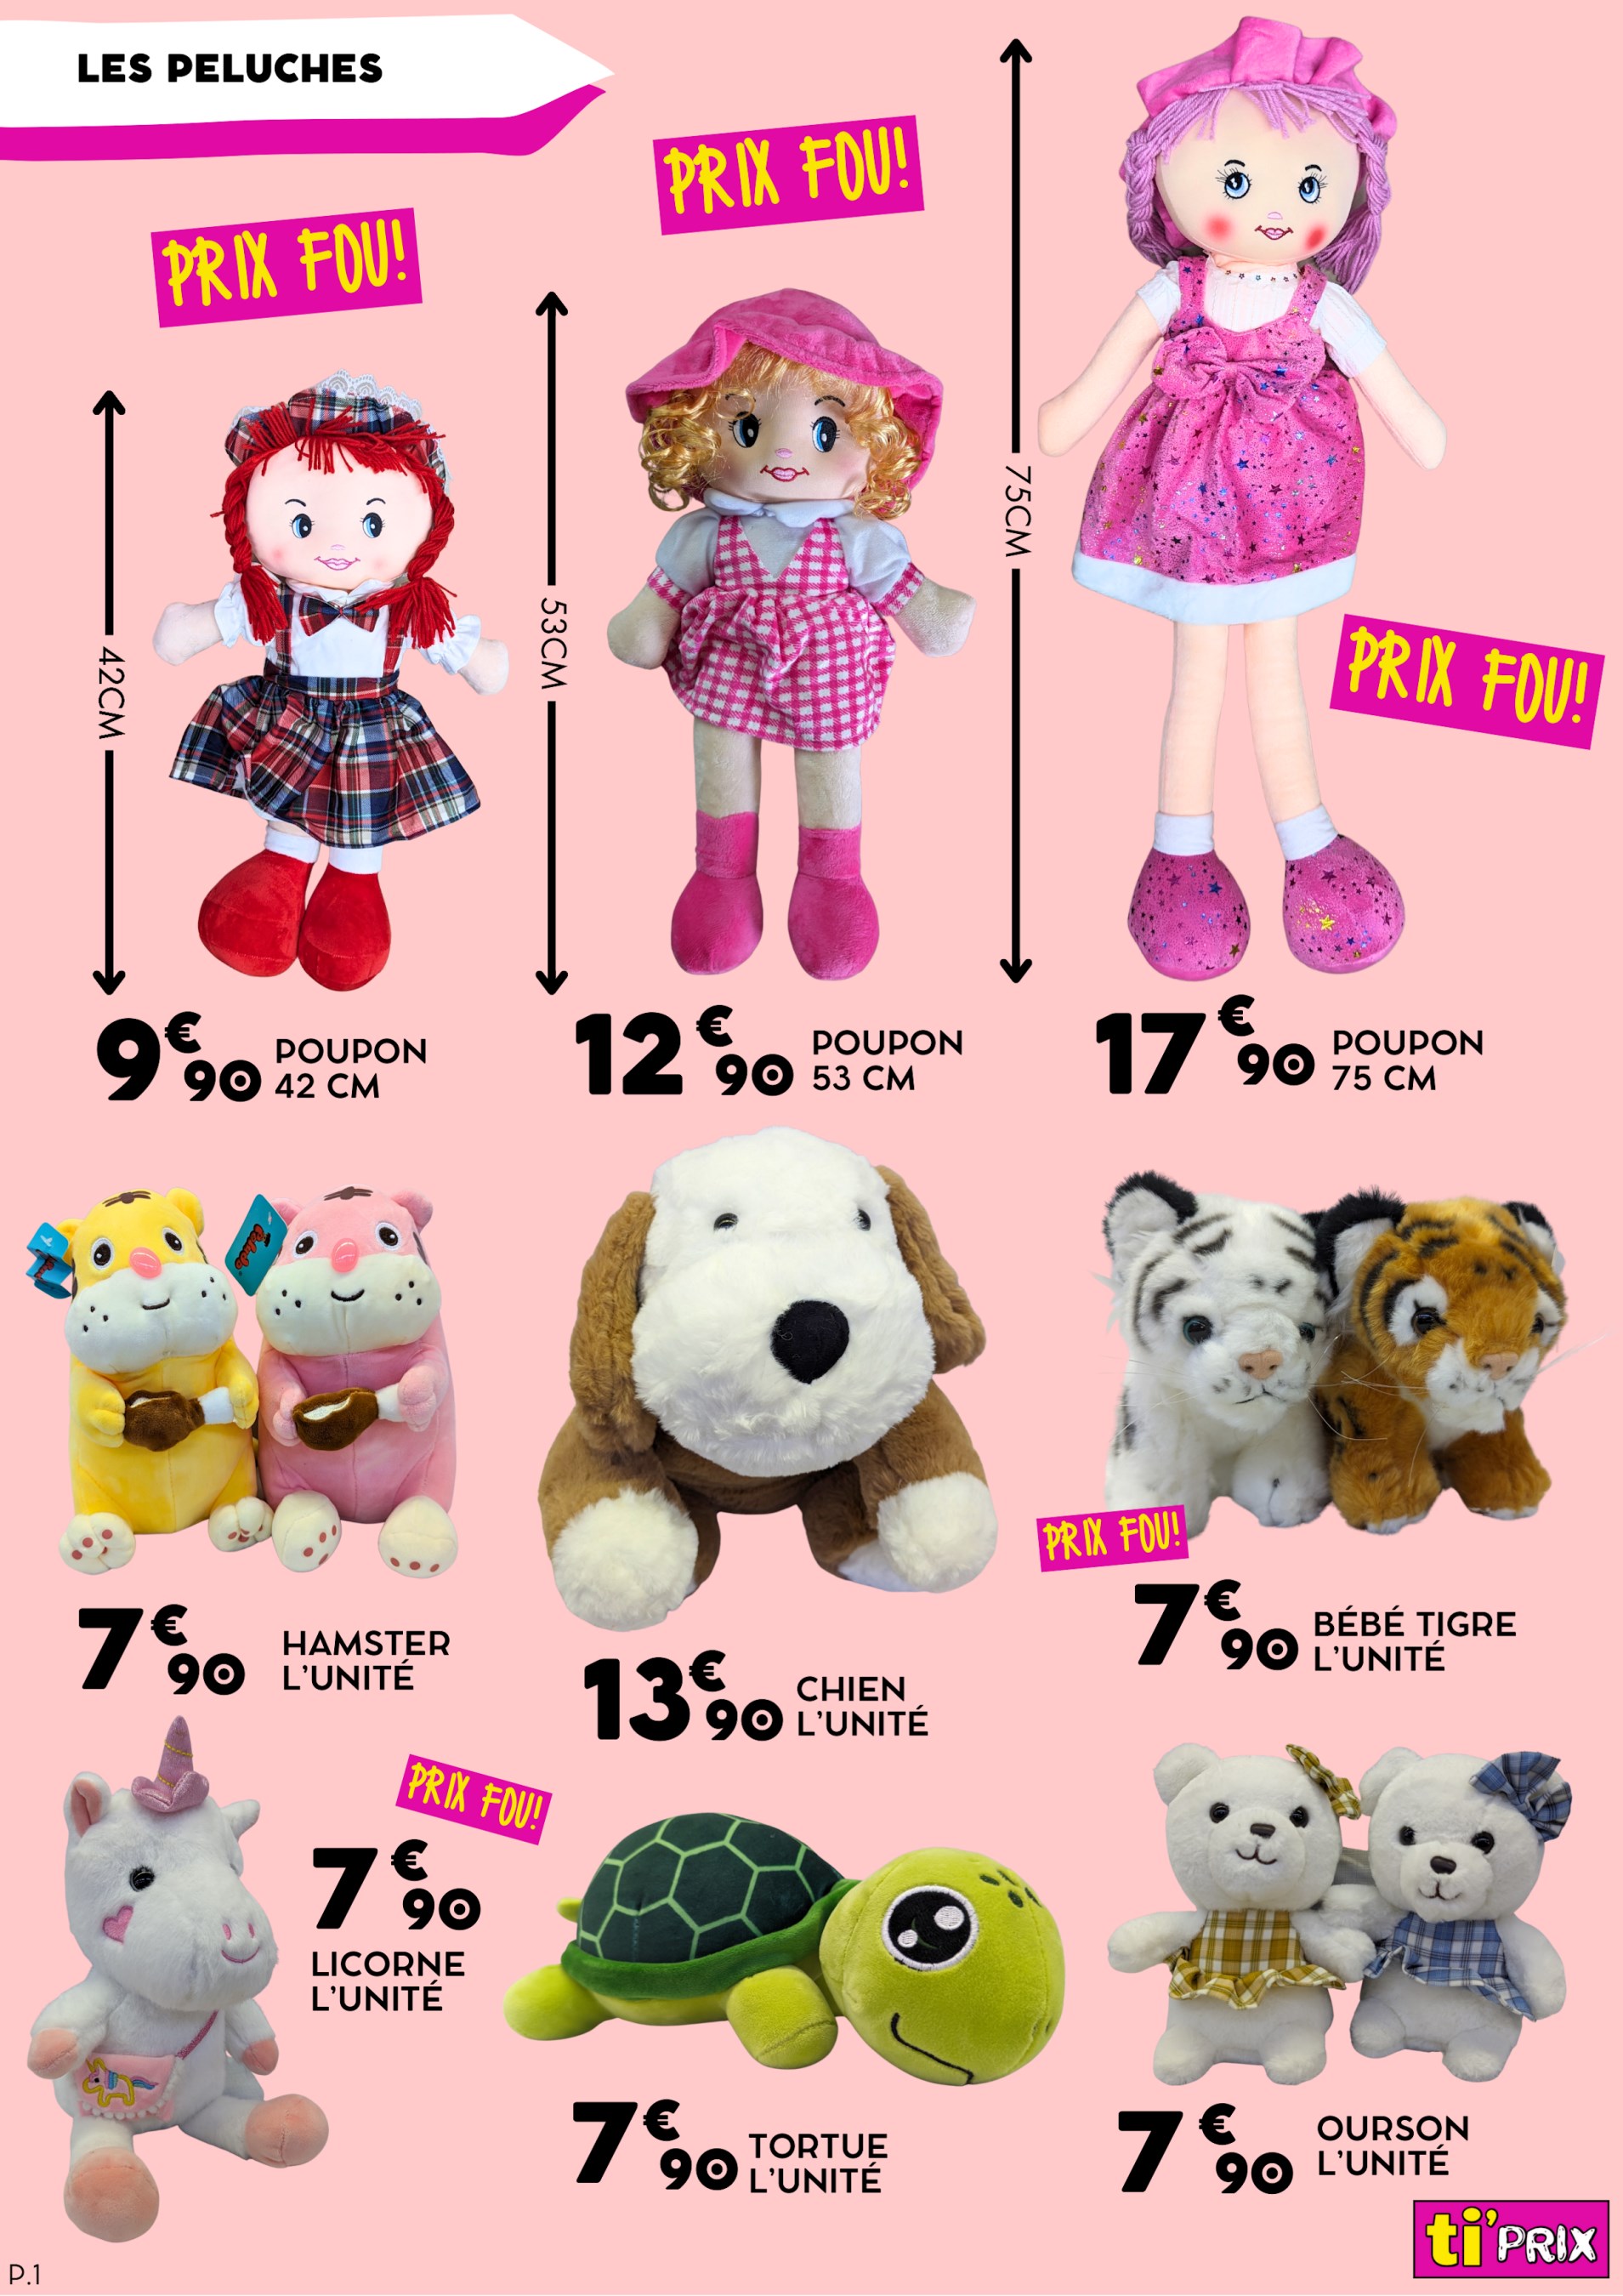 LES PELUCHES
PRIX FOU!
PRIX FOU!
42CM
53CM
75CM
PRIX FOU!
9€90 POUPON
42 CM
12€90 POUPON
53 CM
17€90 POUPON
75 CM
PRIX FOU!
7€90 HAMSTER
L'UNITÉ
13€90 CHIEN
L'UNITÉ
7€90 BÉBÉ TIGRE
L'UNITÉ
PRIX FOU!
7€90
LICORNE
L'UNITÉ
7€90 TORTUE
L'UNITÉ
7€90 OURSON
L'UNITÉ
ti'PRIX
P.1